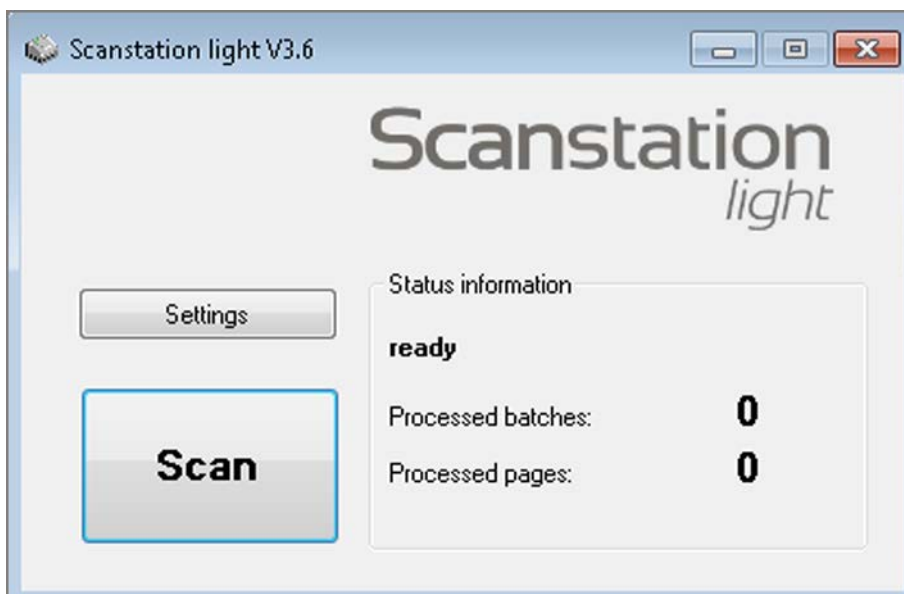 Scanstation light V3.6
Scanstation
light
Settings
Scan
Status information
ready
Processed batches: 0
Processed pages: 0